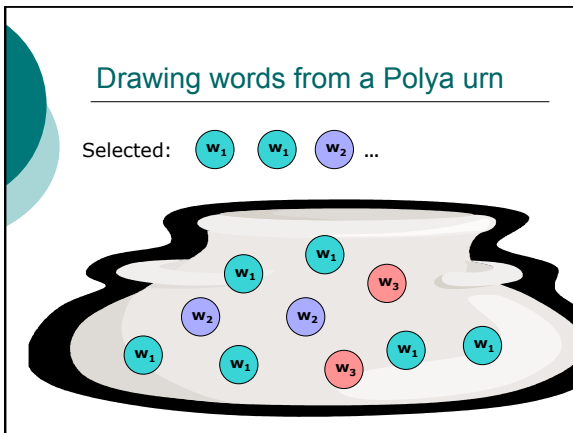 Drawing words from a Polya urn
Selected: w1 w1 w2 ...
w1
w1
w3
w2 w2
w1 w1 w3 w1 w1